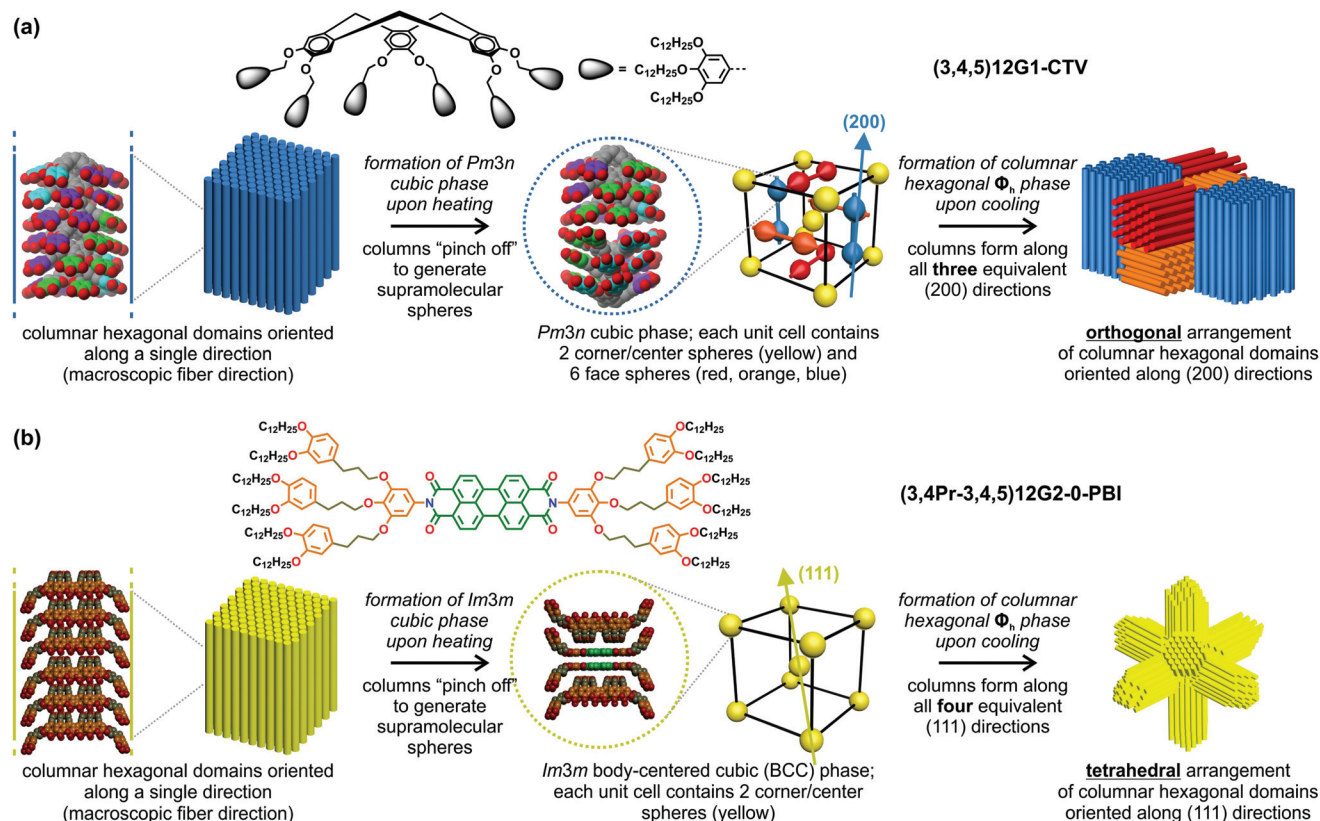 (a)
O
O
O
O
O
O
=
C12H25O
C12H25O
C12H25O
(3,4,5)12G1-CTV
formation of Pm3n
cubic phase
upon heating
columns “pinch off”
to generate
supramolecular
spheres
(200)
formation of columnar
hexagonal Φh phase
upon cooling
columns form along
all three equivalent
(200) directions
columnar hexagonal domains oriented
along a single direction
(macroscopic fiber direction)
Pm3n cubic phase; each unit cell contains
2 corner/center spheres (yellow) and
6 face spheres (red, orange, blue)
orthogonal arrangement
of columnar hexagonal domains
oriented along (200) directions
(b)
C12H25O
C12H25O
C12H25O
C12H25O
C12H25O
C12H25O
O
O
O
O
O
N
O
O
N
O
O
O
OC12H25
OC12H25
OC12H25
OC12H25
OC12H25
OC12H25
(3,4Pr-3,4,5)12G2-0-PBI
formation of Im3m
cubic phase
upon heating
columns “pinch off”
to generate
supramolecular
spheres
(111)
formation of columnar
hexagonal Φh phase
upon cooling
columns form along
all four equivalent
(111) directions
columnar hexagonal domains oriented
along a single direction
(macroscopic fiber direction)
Im3m body-centered cubic (BCC) phase;
each unit cell contains 2 corner/center
spheres (yellow)
tetrahedral arrangement
of columnar hexagonal domains
oriented along (111) directions